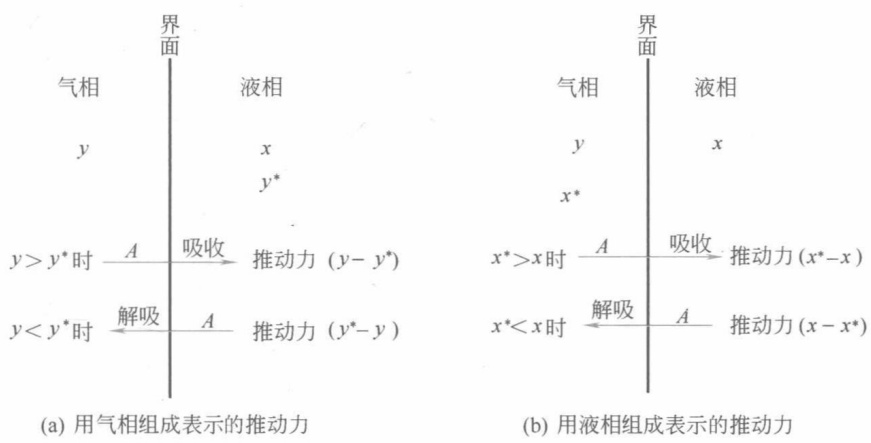 界面
气相 液相
y x
y*
y > y*时 A 吸收 推动力 (y − y*)
y < y*时 解吸 A 推动力 (y*− y)
(a) 用气相组成表示的推动力
界面
气相 液相
y x
x*
x*>x时 A 吸收 推动力 (x*−x)
x*< x时 解吸 A 推动力 (x − x*)
(b) 用液相组成表示的推动力